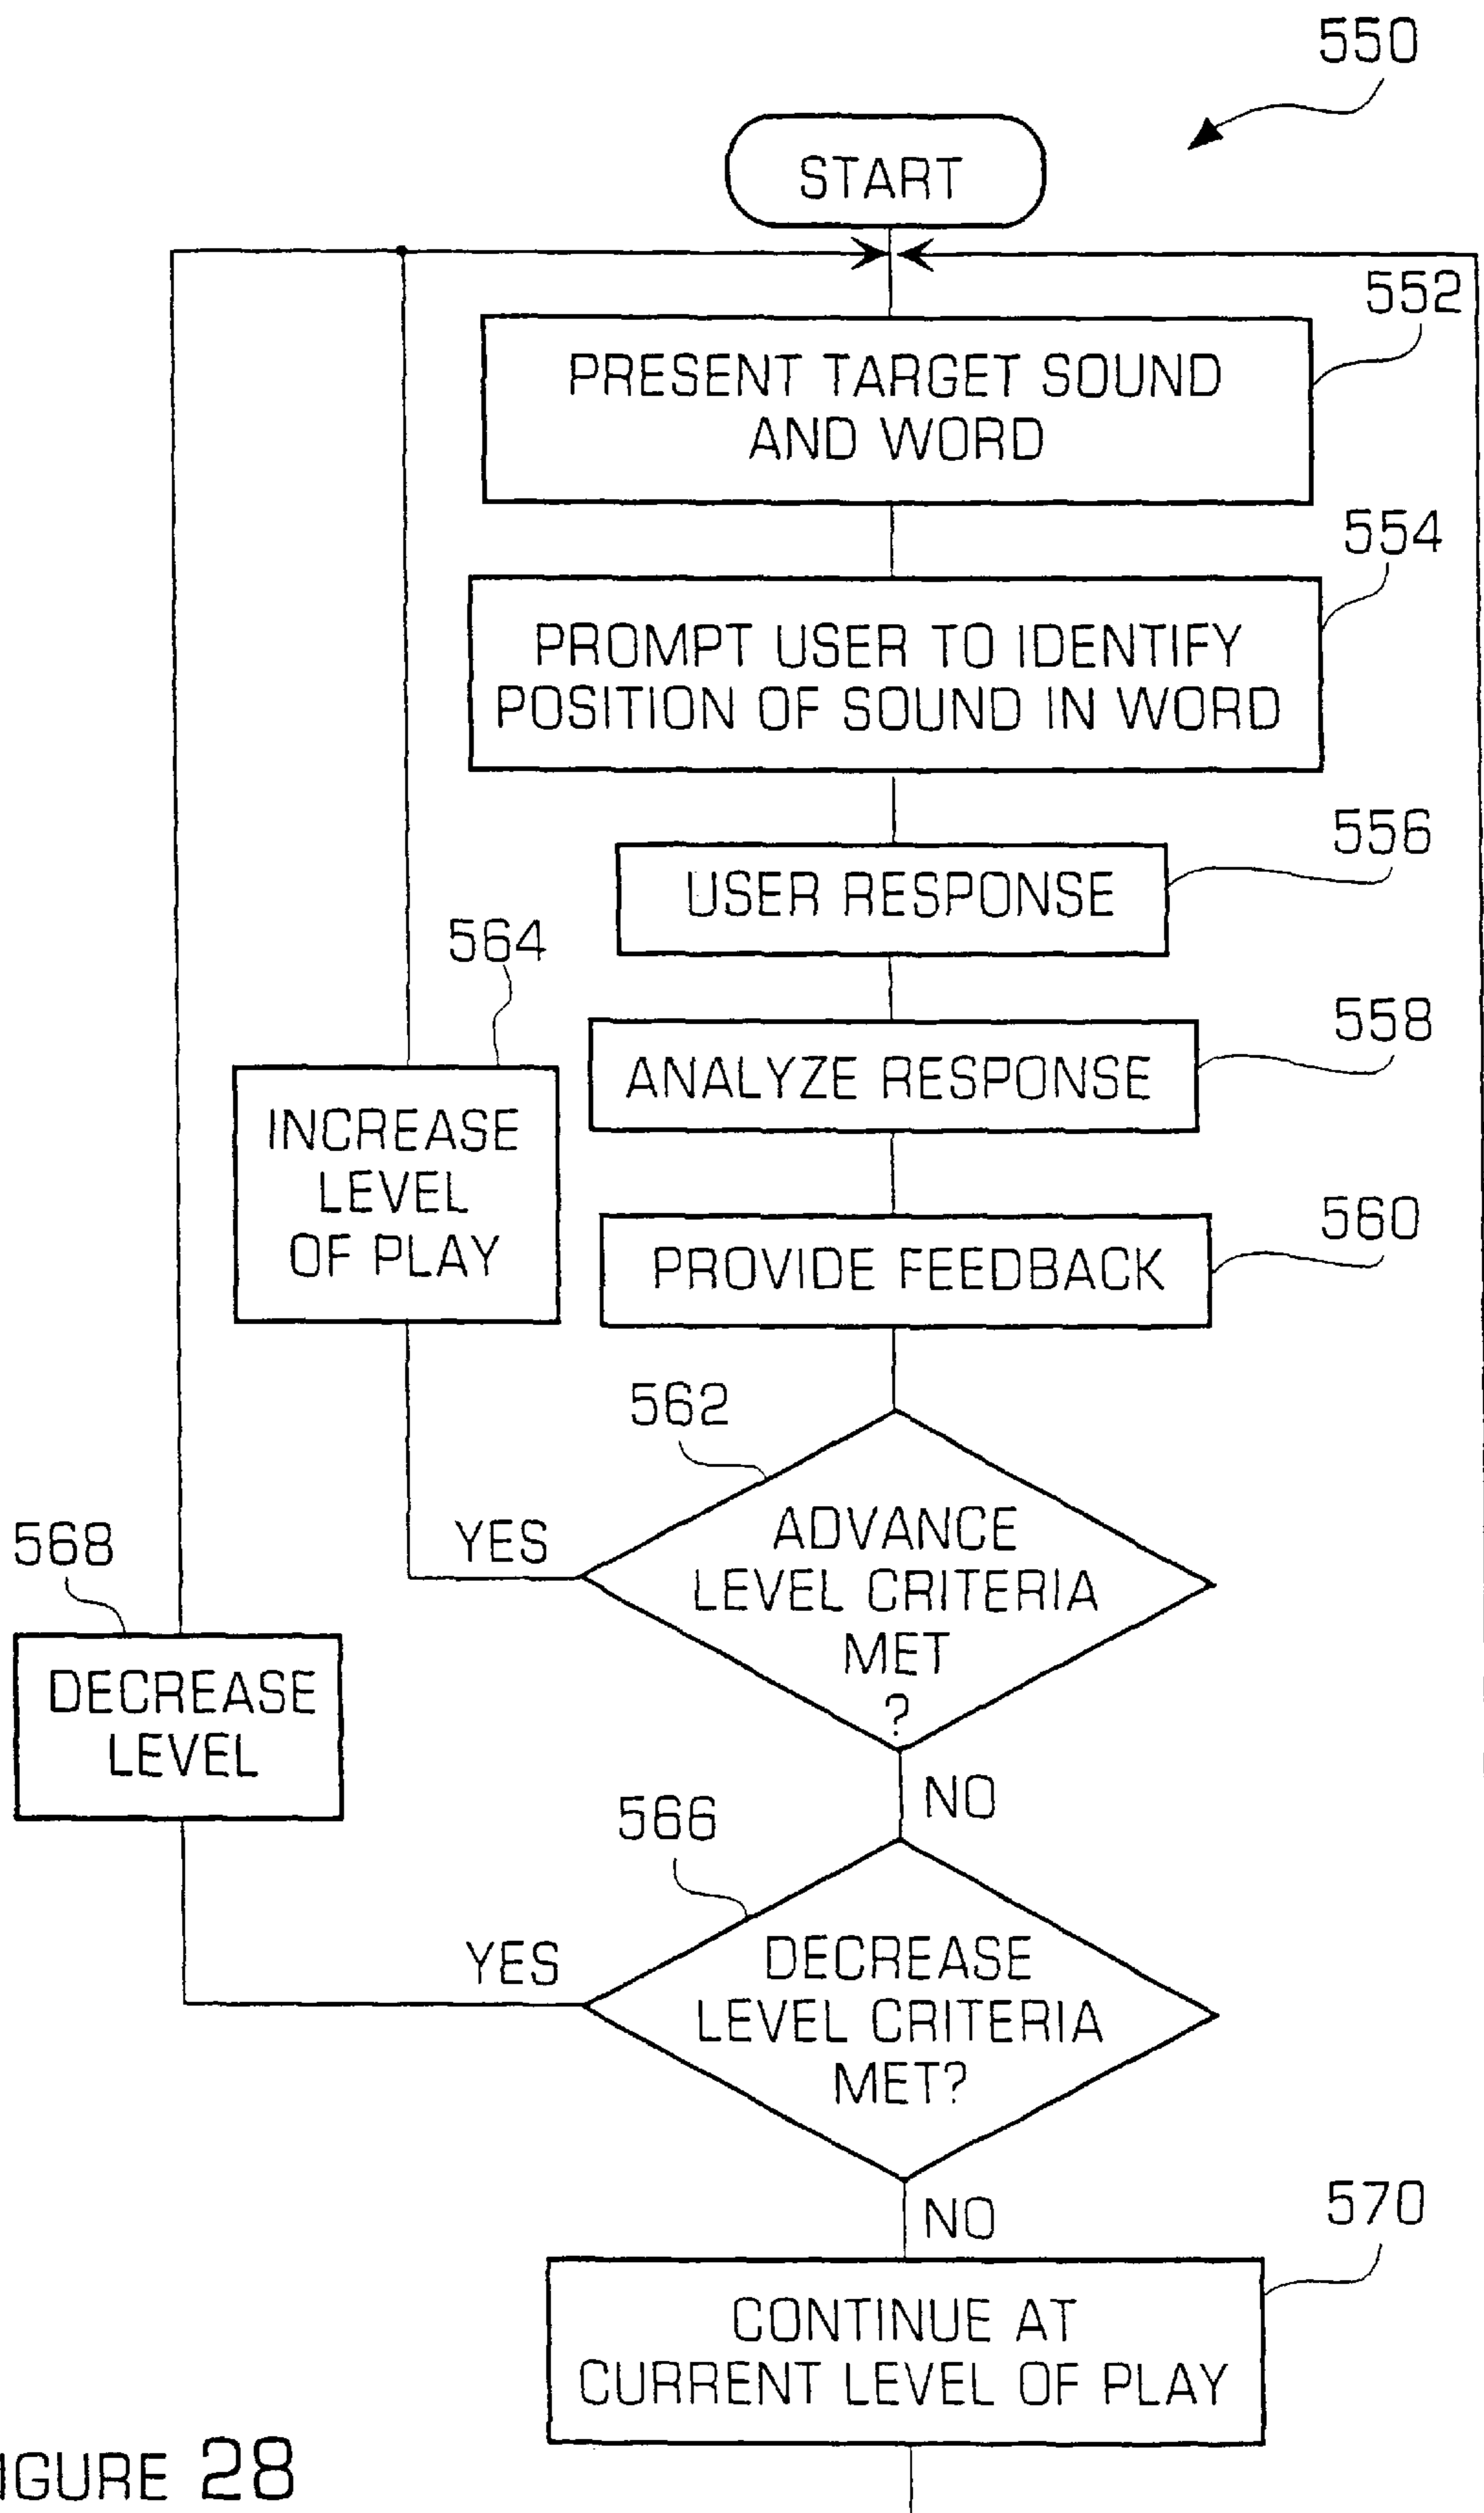 550
START
552
PRESENT TARGET SOUND
AND WORD
554
PROMPT USER TO IDENTIFY
POSITION OF SOUND IN WORD
556
USER RESPONSE
564
558
ANALYZE RESPONSE
INCREASE
LEVEL
OF PLAY
560
PROVIDE FEEDBACK
562
YES
ADVANCE
LEVEL CRITERIA
MET
?
568
DECREASE
LEVEL
NO
566
YES
DECREASE
LEVEL CRITERIA
MET?
NO
570
CONTINUE AT
CURRENT LEVEL OF PLAY
IGURE 28